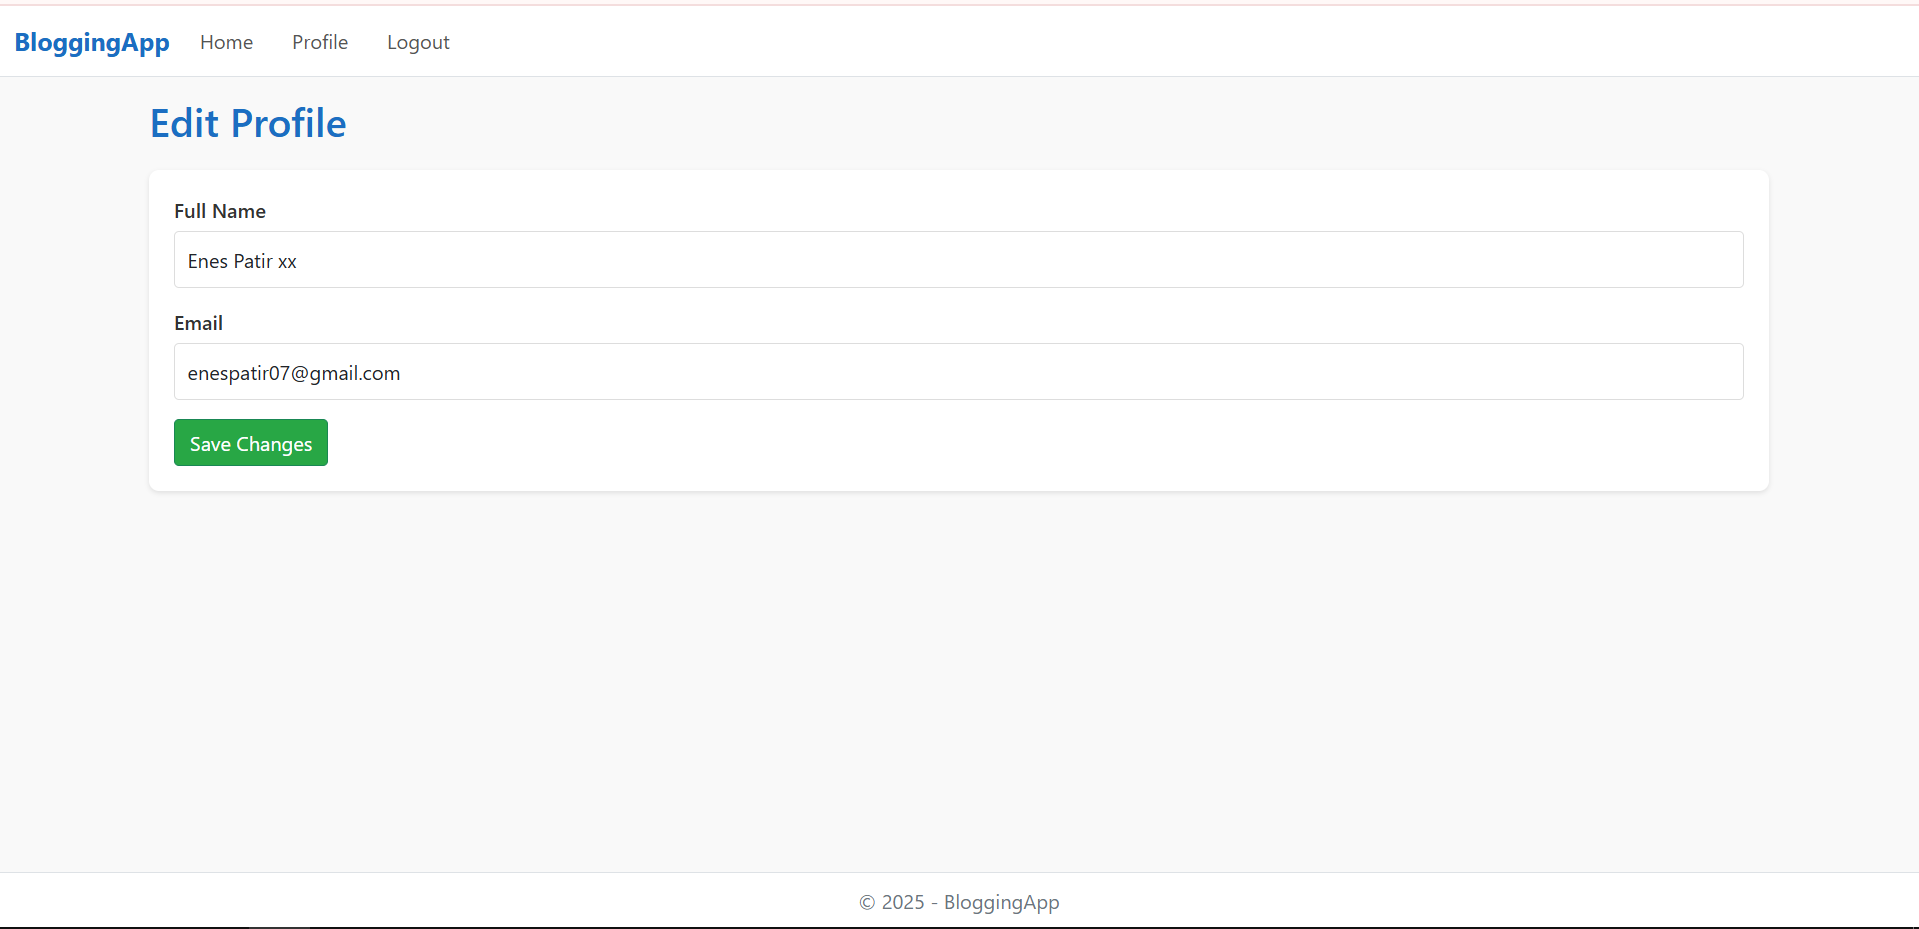 BloggingApp Home Profile Logout
Edit Profile
Full Name
Enes Patir xx
Email
enespatir07@gmail.com
Save Changes
© 2025 - BloggingApp